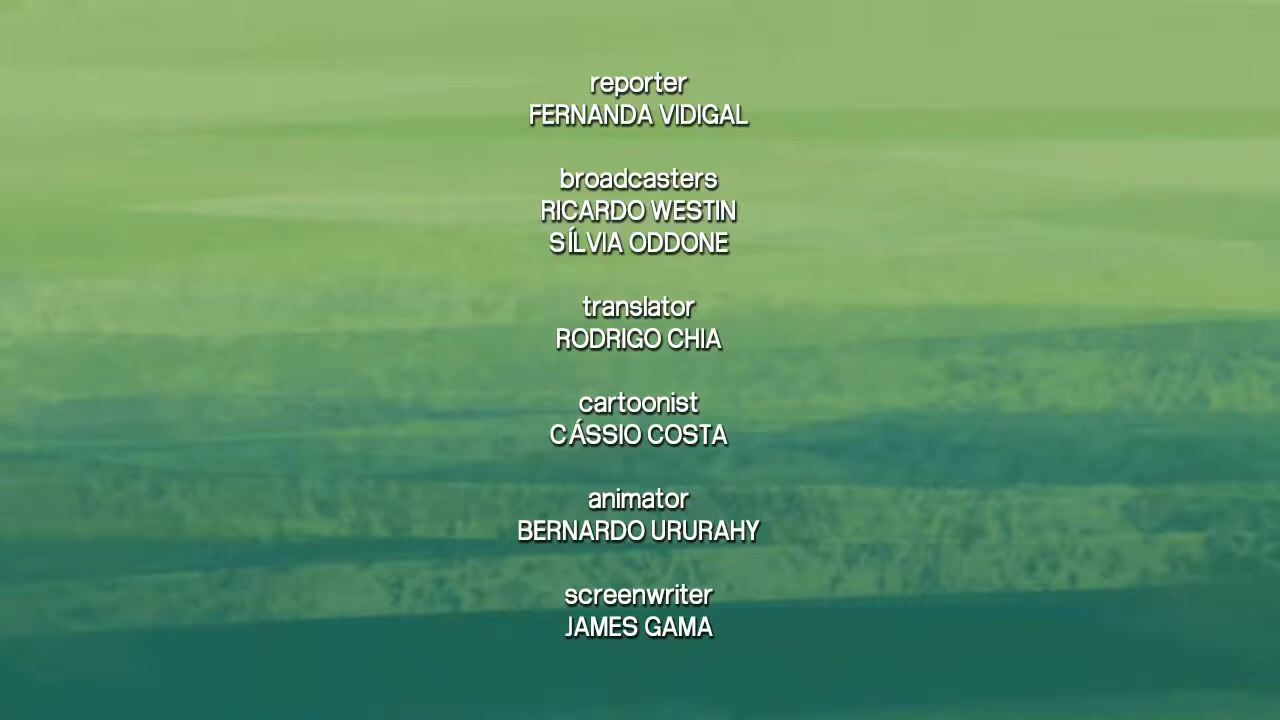 reporter
FERNANDA VIDIGAL
broadcasters
RICARDO WESTIN
SÍLVIA ODDONE
translator
RODRIGO CHIA
cartoonist
CÁSSIO COSTA
animator
BERNARDO URURAHY
screenwriter
JAMES GAMA